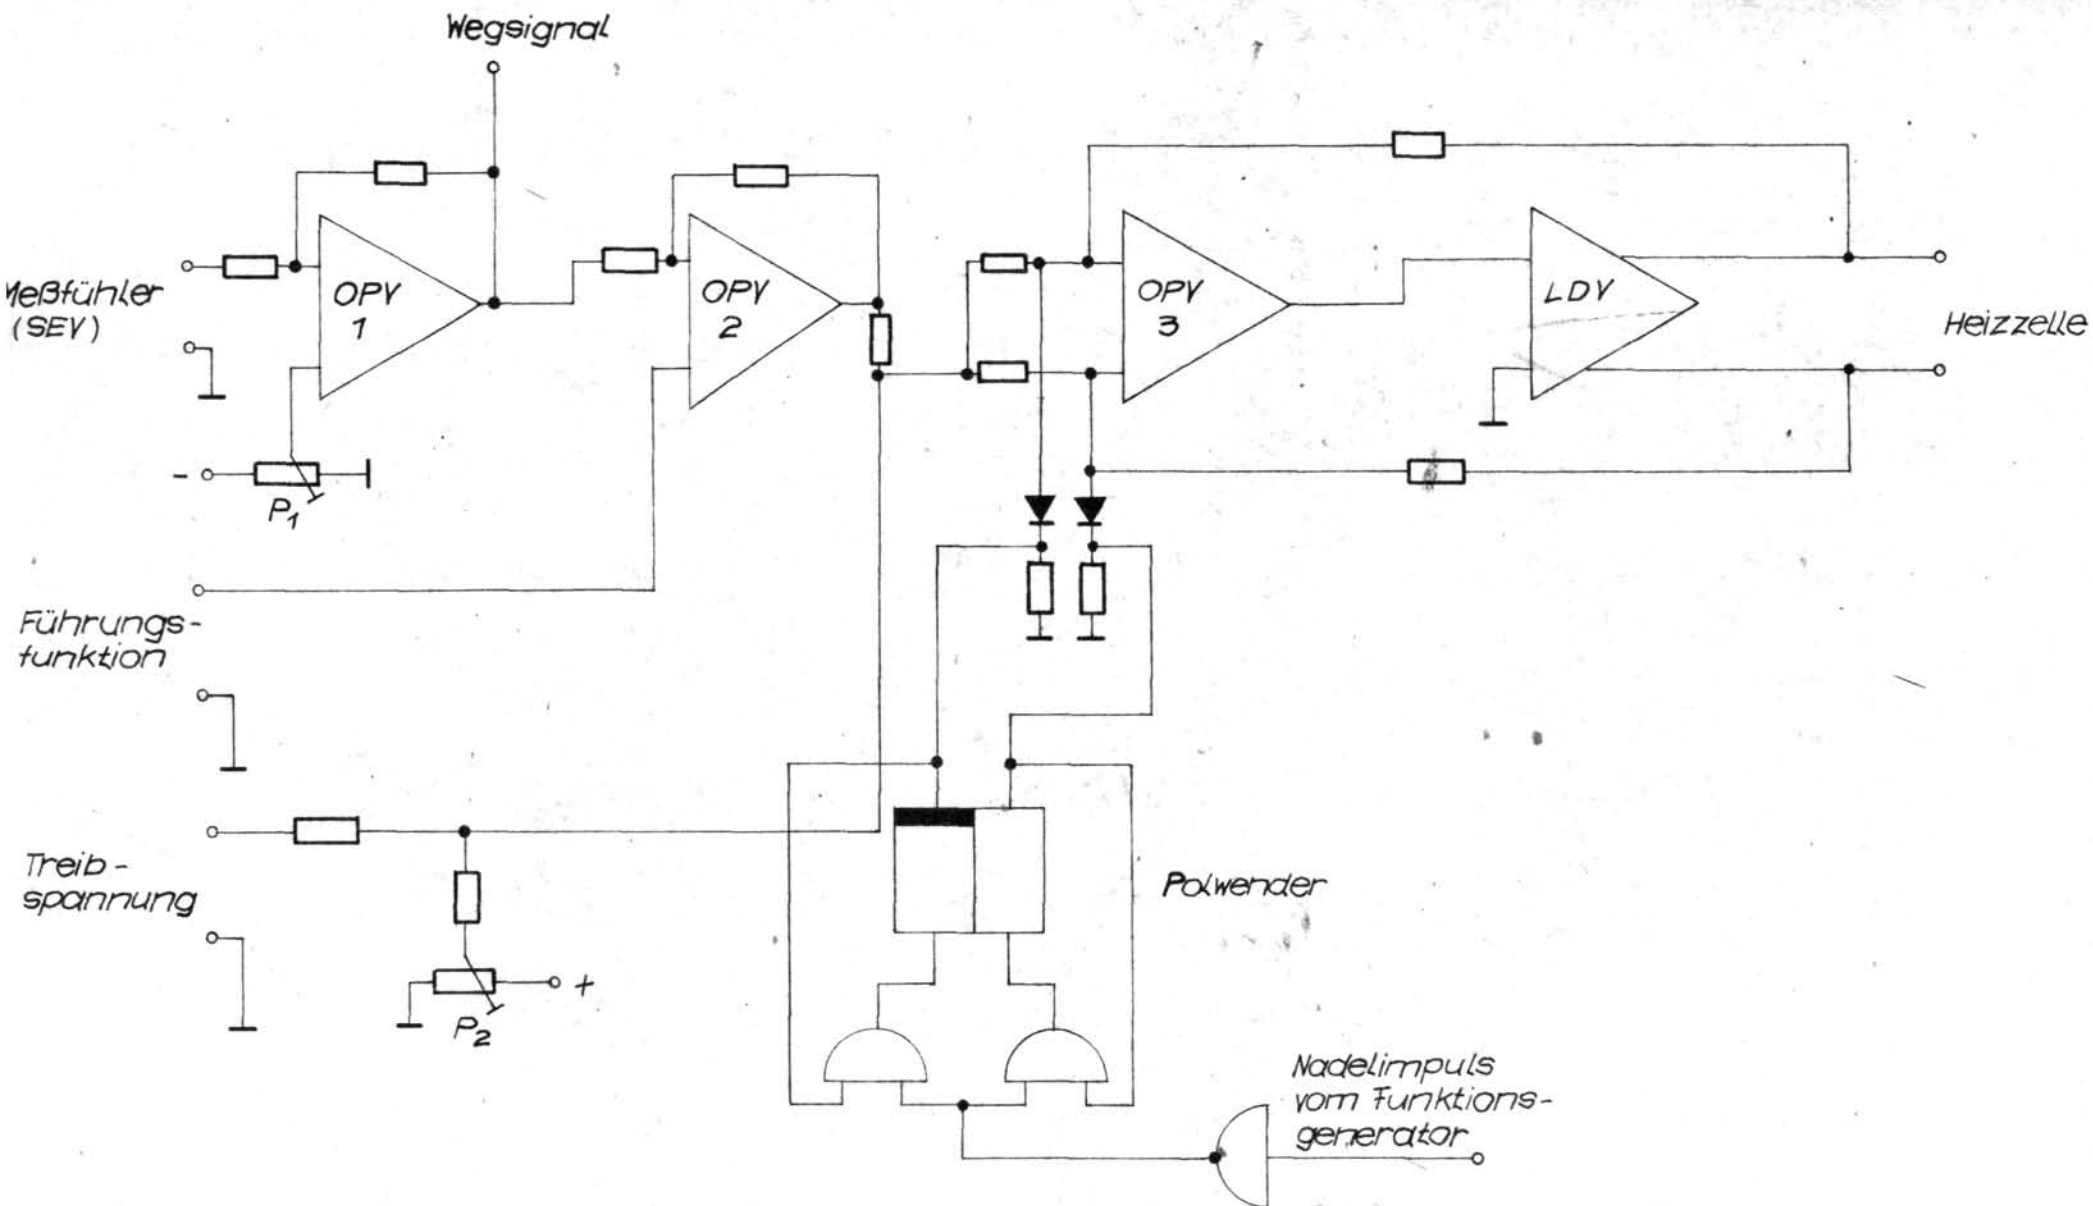 Wegsignal
Meßfühler
(SEV)
OPV
1
OPV
2
OPV
3
LDV
Heizzelle
-
P1
Führungs-
funktion
Treib-
spannung
+
P2
Polwender
Nadelimpuls
vom Funktions-
generator